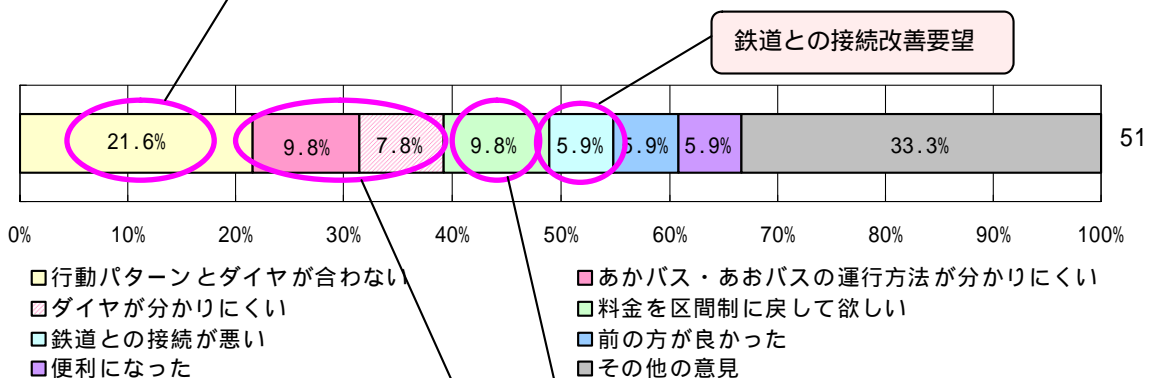 鉄道との接続改善要望
21.6% 9.8% 7.8% 9.8% 5.9% 5.9% 5.9% 33.3% 51
0% 10% 20% 30% 40% 50% 60% 70% 80% 90% 100%
行動パターンとダイヤが合わない あかバス・あおバスの運行方法が分かりにくい
ダイヤが分かりにくい 料金を区間制に戻して欲しい
鉄道との接続が悪い 前の方が良かった
便利になった その他の意見